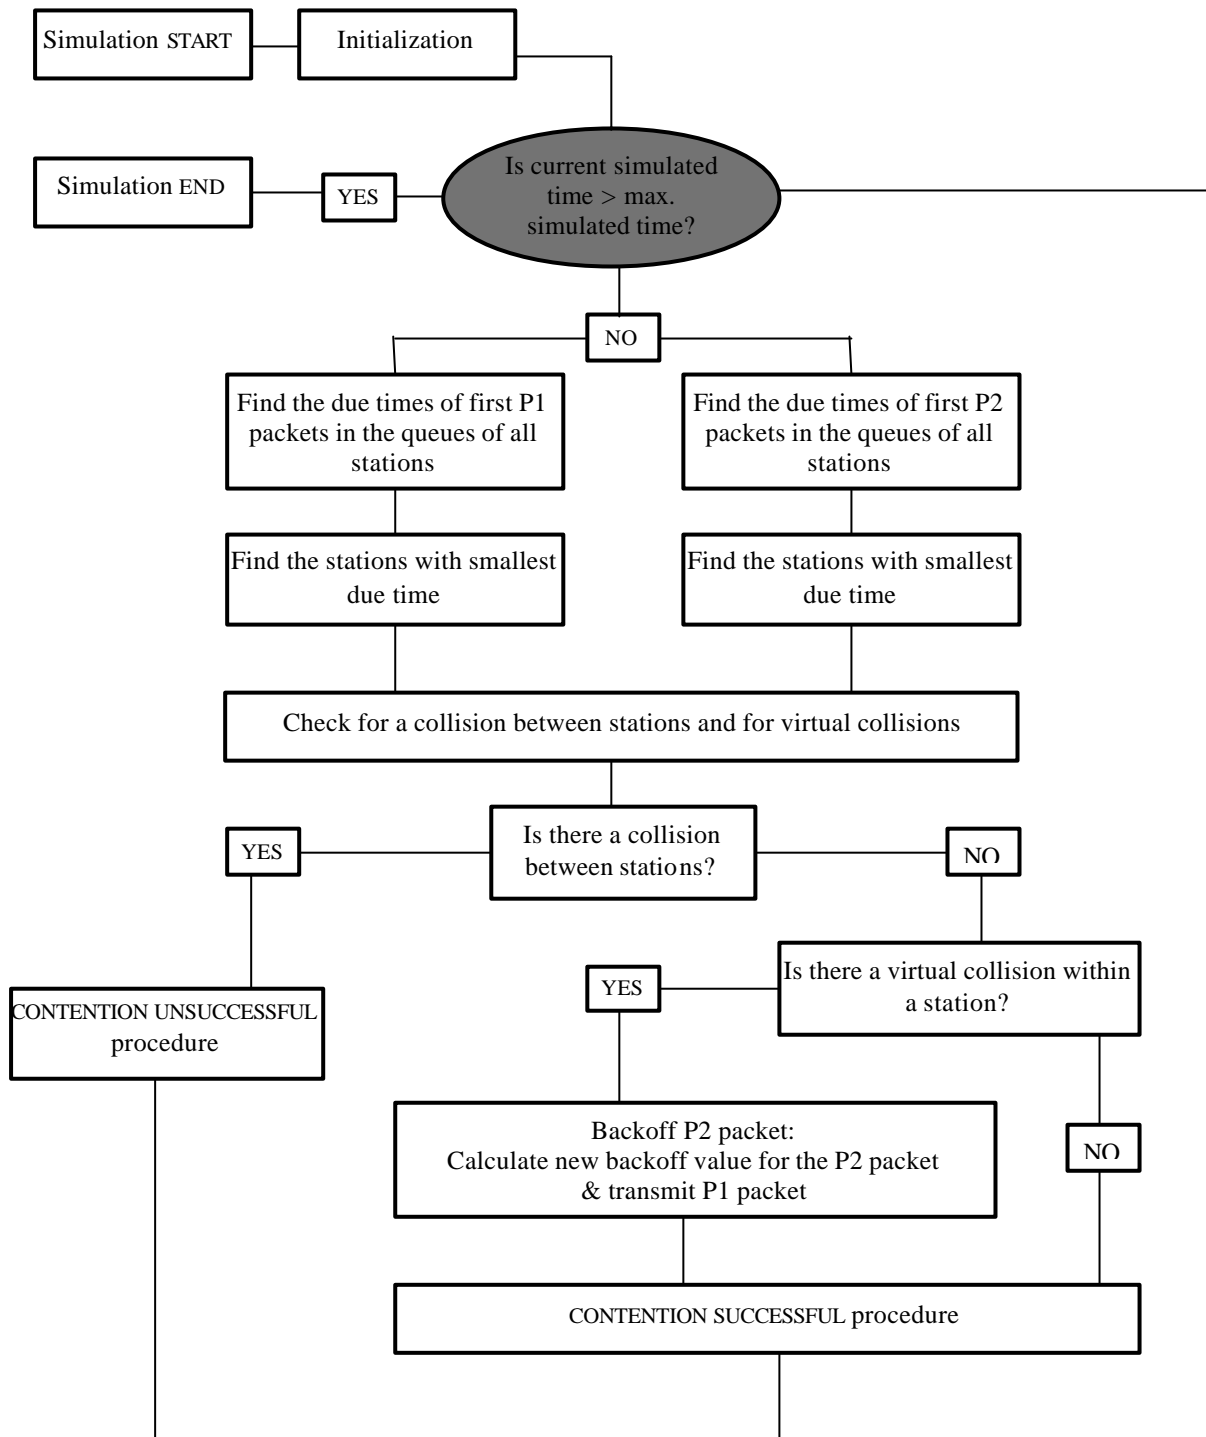 Simulation START
Initialization
Is current simulated
time > max.
simulated time?
Simulation END
YES
NO
Find the due times of first P1
packets in the queues of all
stations
Find the due times of first P2
packets in the queues of all
stations
Find the stations with smallest
due time
Find the stations with smallest
due time
Check for a collision between stations and for virtual collisions
Is there a collision
between stations?
YES
NO
Is there a virtual collision within
a station?
YES
CONTENTION UNSUCCESSFUL
procedure
Backoff P2 packet:
Calculate new backoff value for the P2 packet
& transmit P1 packet
NO
CONTENTION SUCCESSFUL procedure